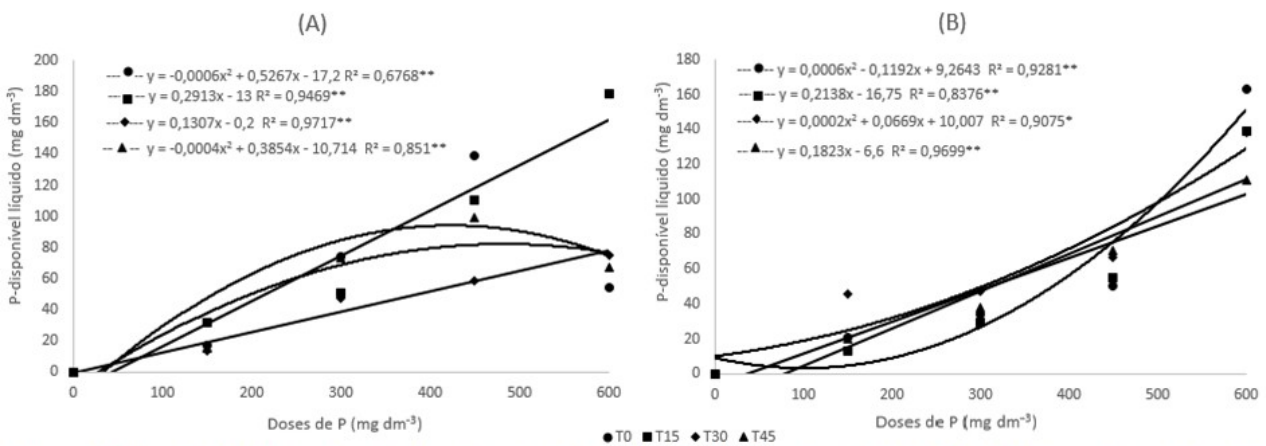 (A)
P-disponível líquido (mg dm⁻³)
200
180
160
140
120
100
80
60
40
20
0
y = -0,0006x² + 0,5267x - 17,2 R² = 0,6768**
y = 0,2913x - 13 R² = 0,9469**
y = 0,1307x - 0,2 R² = 0,9717**
y = -0,0004x² + 0,3854x - 10,714 R² = 0,851**
0 100 200 300 400 500 600
Doses de P (mg dm⁻³)
(B)
P-disponível líquido (mg dm⁻³)
180
160
140
120
100
80
60
40
20
0
y = 0,0006x² - 0,1192x + 9,2643 R² = 0,9281**
y = 0,2138x - 16,75 R² = 0,8376**
y = 0,0002x² + 0,0669x + 10,007 R² = 0,9075*
y = 0,1823x - 6,6 R² = 0,9699**
0 100 200 300 400 500 600
Doses de P (mg dm⁻³)
T0 T15 T30 T45